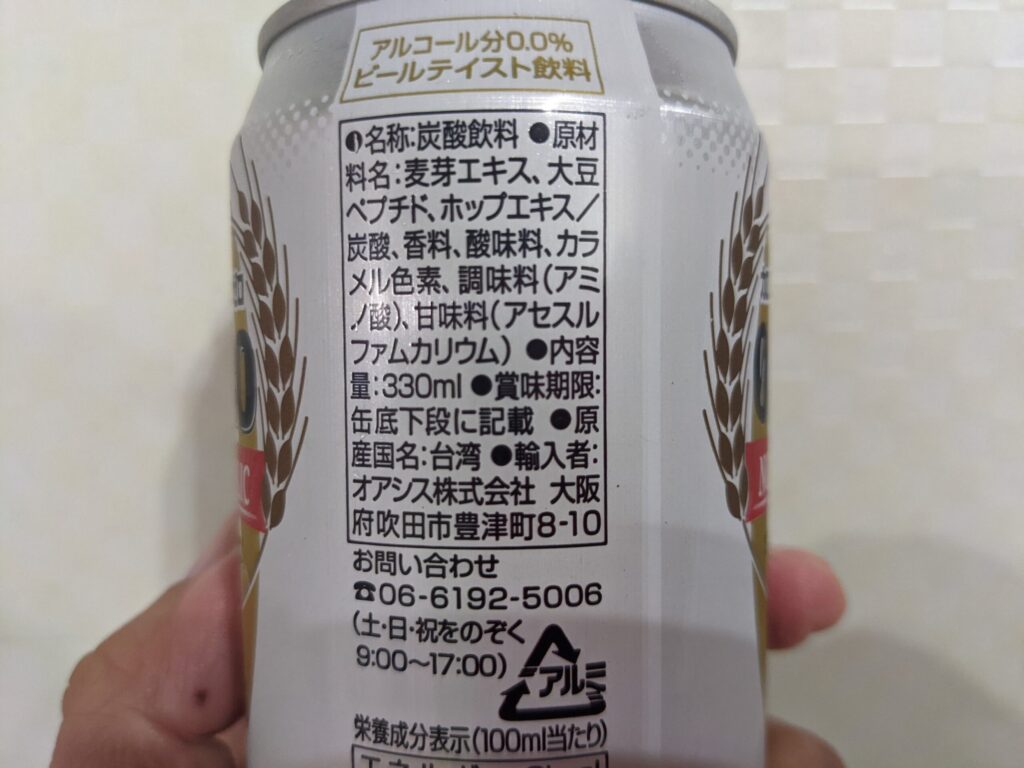 アルコール分0.0%
ビールテイスト飲料
●名称:炭酸飲料 ●原材
料名:麦芽エキス、大豆
ペプチド、ホップエキス/
炭酸、香料、酸味料、カラ
メル色素、調味料(アミ
ノ酸)、甘味料(アセスル
ファムカリウム) ●内容
量:330ml ●賞味期限:
缶底下段に記載 ●原
産国名:台湾 ●輸入者:
オアシス株式会社 大阪
府吹田市豊津町8-10
お問い合わせ
☎06-6192-5006
(土・日・祝をのぞく
9:00〜17:00)
アルミ
栄養成分表示(100ml当たり)